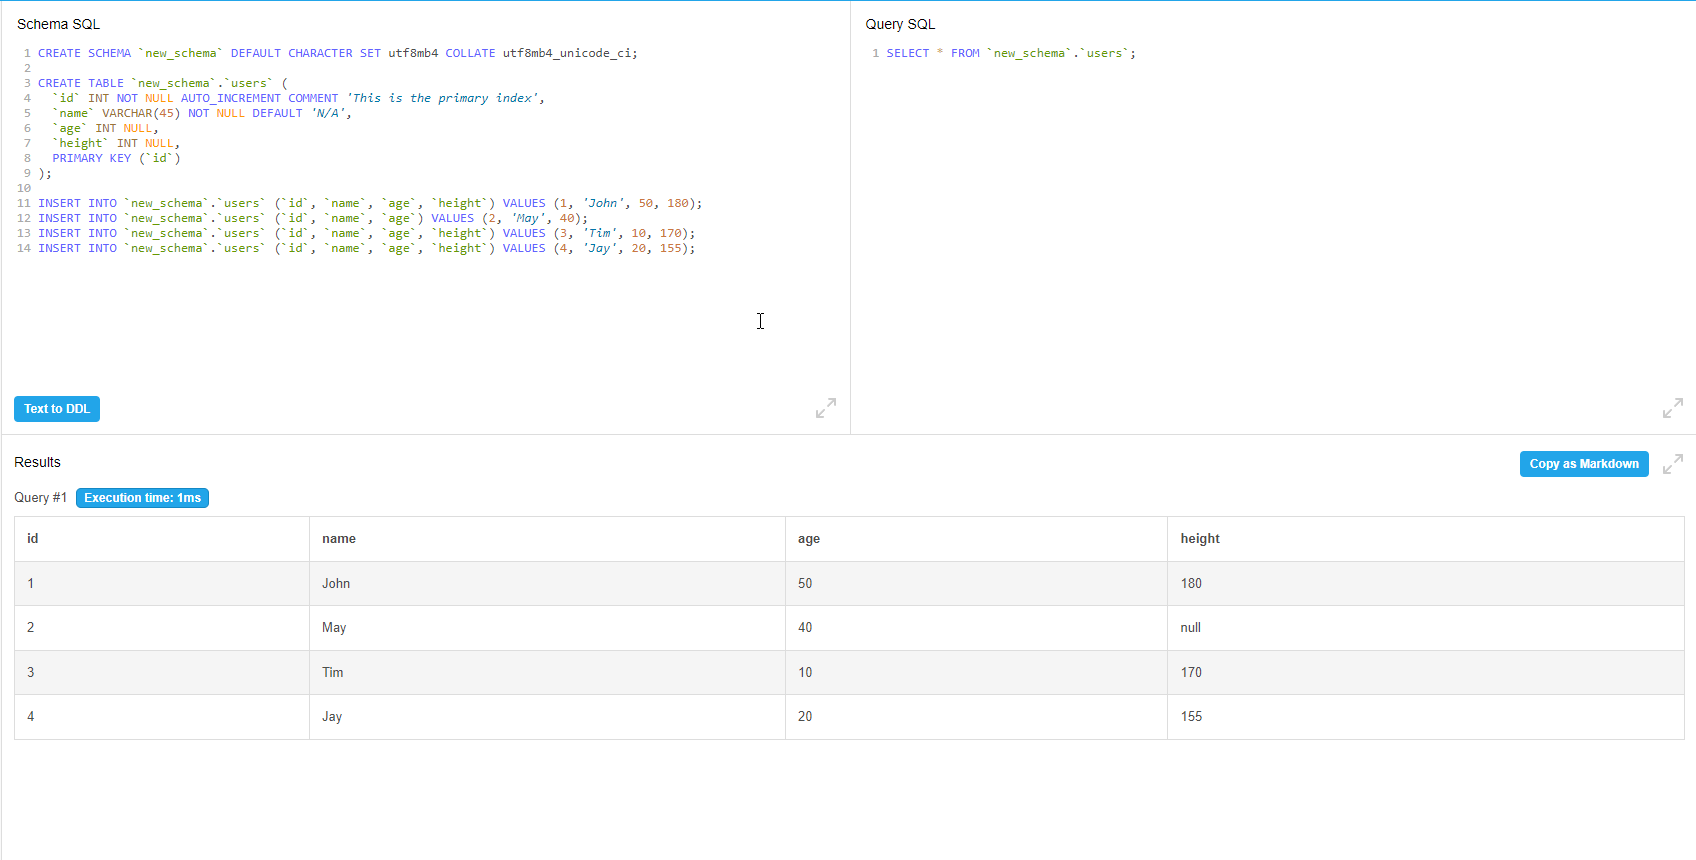 Schema SQL
1 CREATE SCHEMA `new_schema` DEFAULT CHARACTER SET utf8mb4 COLLATE utf8mb4_unicode_ci;
2
3 CREATE TABLE `new_schema`.`users` (
4   `id` INT NOT NULL AUTO_INCREMENT COMMENT 'This is the primary index',
5   `name` VARCHAR(45) NOT NULL DEFAULT 'N/A',
6   `age` INT NULL,
7   `height` INT NULL,
8   PRIMARY KEY (`id`)
9 );
10
11 INSERT INTO `new_schema`.`users` (`id`, `name`, `age`, `height`) VALUES (1, 'John', 50, 180);
12 INSERT INTO `new_schema`.`users` (`id`, `name`, `age`) VALUES (2, 'May', 40);
13 INSERT INTO `new_schema`.`users` (`id`, `name`, `age`, `height`) VALUES (3, 'Tim', 10, 170);
14 INSERT INTO `new_schema`.`users` (`id`, `name`, `age`, `height`) VALUES (4, 'Jay', 20, 155);
Text to DDL
Query SQL
1 SELECT * FROM `new_schema`.`users`;
Results
Copy as Markdown
Query #1 Execution time: 1ms
id name age height
1 John 50 180
2 May 40 null
3 Tim 10 170
4 Jay 20 155